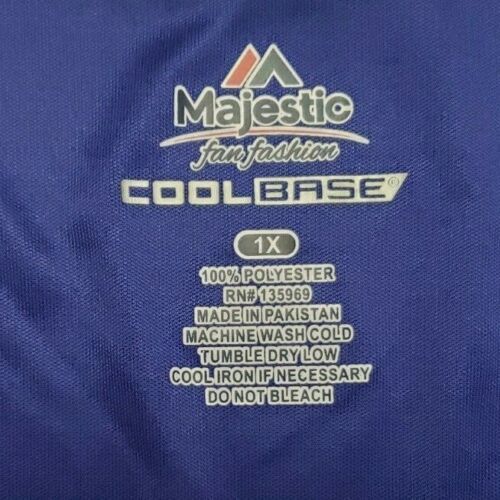 Majestic
fan fashion
COOLBASE®
1X
100% POLYESTER
RN# 135969
MADE IN PAKISTAN
MACHINE WASH COLD
TUMBLE DRY LOW
COOL IRON IF NECESSARY
DO NOT BLEACH